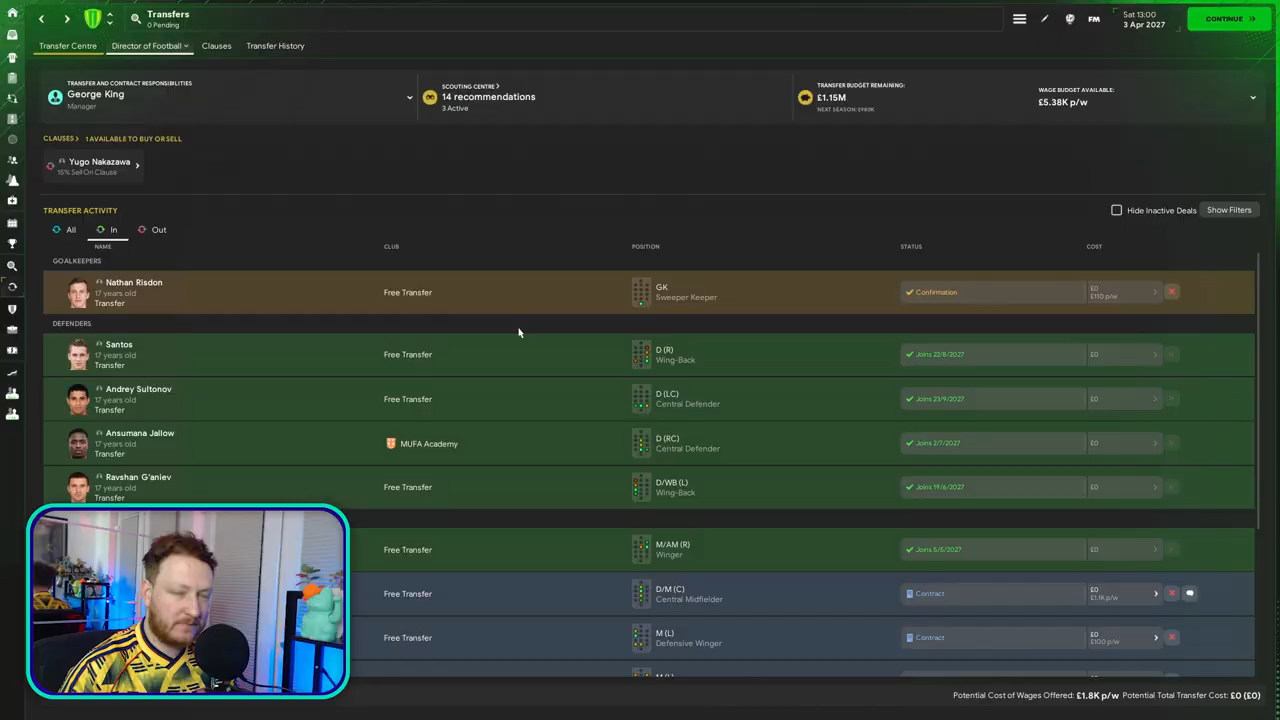 Transfers
0 Pending
FM
Sat 13:00
3 Apr 2027
CONTINUE
Transfer Centre
Director of Football
Clauses
Transfer History
TRANSFER AND CONTRACT RESPONSIBILITIES
George King
Manager
SCOUTING CENTRE
14 recommendations
3 Active
TRANSFER BUDGET REMAINING:
£1.15M
NEXT SEASON: £980K
WAGE BUDGET AVAILABLE:
£5.38K p/w
CLAUSES 1 AVAILABLE TO BUY OR SELL
Yugo Nakazawa
15% Sell On Clause
TRANSFER ACTIVITY
Hide Inactive Deals
Show Filters
All
In
Out
NAME
CLUB
POSITION
STATUS
COST
GOALKEEPERS
Nathan Risdon
17 years old
Transfer
Free Transfer
GK
Sweeper Keeper
Confirmation
£0
£110 p/w
DEFENDERS
Santos
17 years old
Transfer
Free Transfer
D (R)
Wing-Back
Joins 22/8/2027
£0
Andrey Sultonov
17 years old
Transfer
Free Transfer
D (LC)
Central Defender
Joins 23/9/2027
£0
Ansumana Jallow
17 years old
Transfer
MUFA Academy
D (RC)
Central Defender
Joins 2/7/2027
£0
Ravshan G'aniev
17 years old
Transfer
Free Transfer
D/WB (L)
Wing-Back
Joins 19/6/2027
£0
Free Transfer
M/AM (R)
Winger
Joins 5/5/2027
£0
Free Transfer
D/M (C)
Central Midfielder
Contract
£0
£1.1K p/w
Free Transfer
M (L)
Defensive Winger
Contract
£0
£100 p/w
Potential Cost of Wages Offered: £1.8K p/w Potential Total Transfer Cost: £0 (£0)